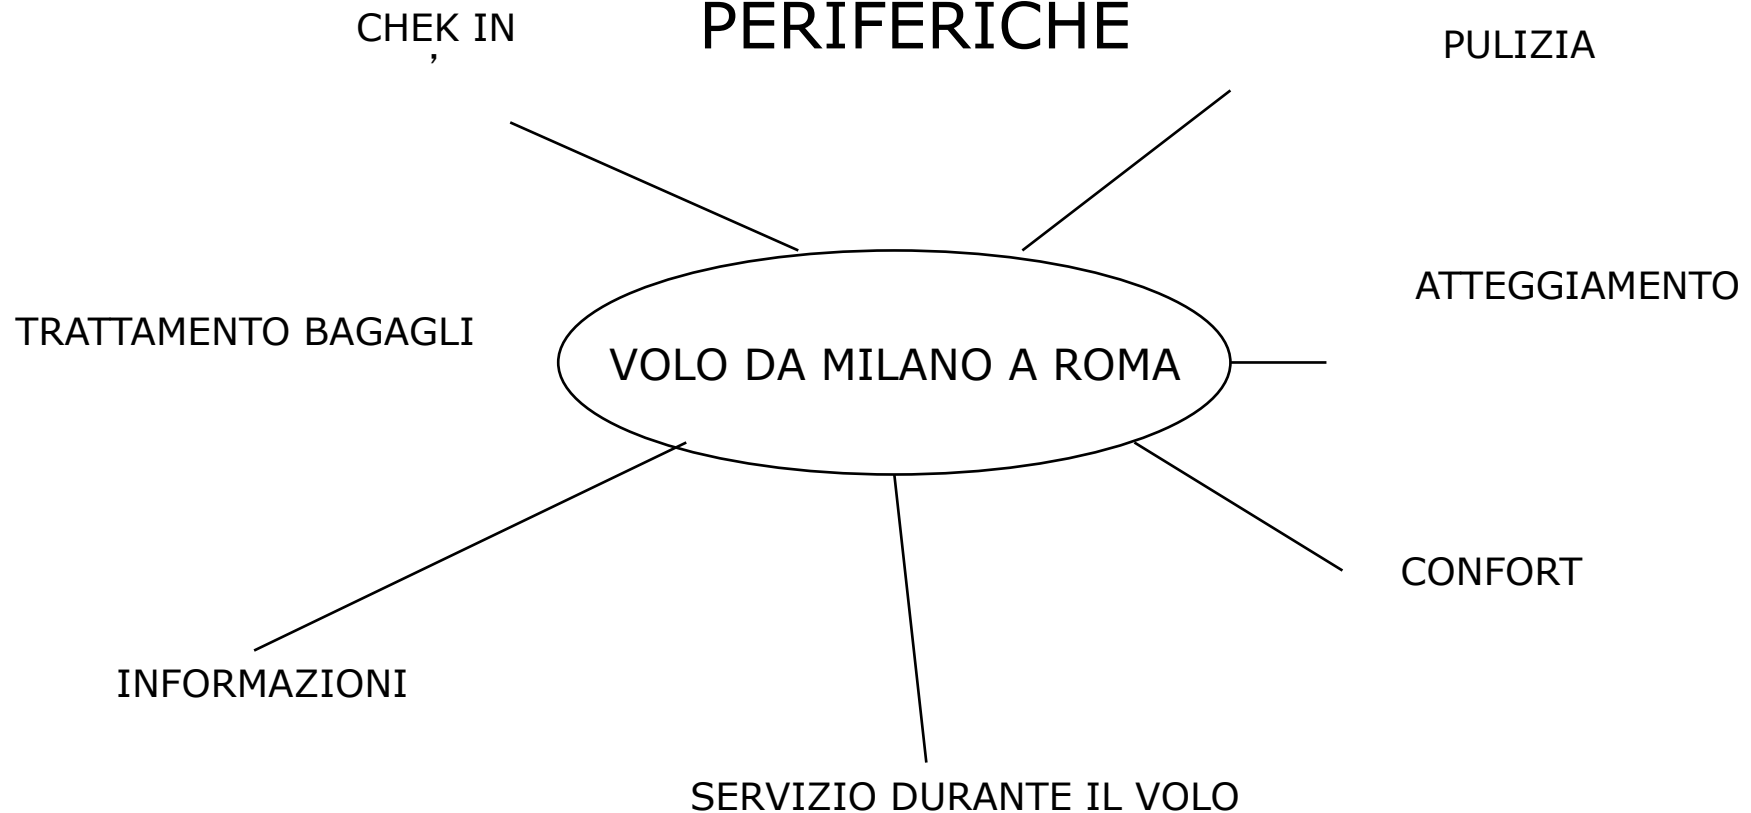 PERIFERICHE
CHEK IN
,
PULIZIA
ATTEGGIAMENTO
TRATTAMENTO BAGAGLI
VOLO DA MILANO A ROMA
CONFORT
INFORMAZIONI
SERVIZIO DURANTE IL VOLO